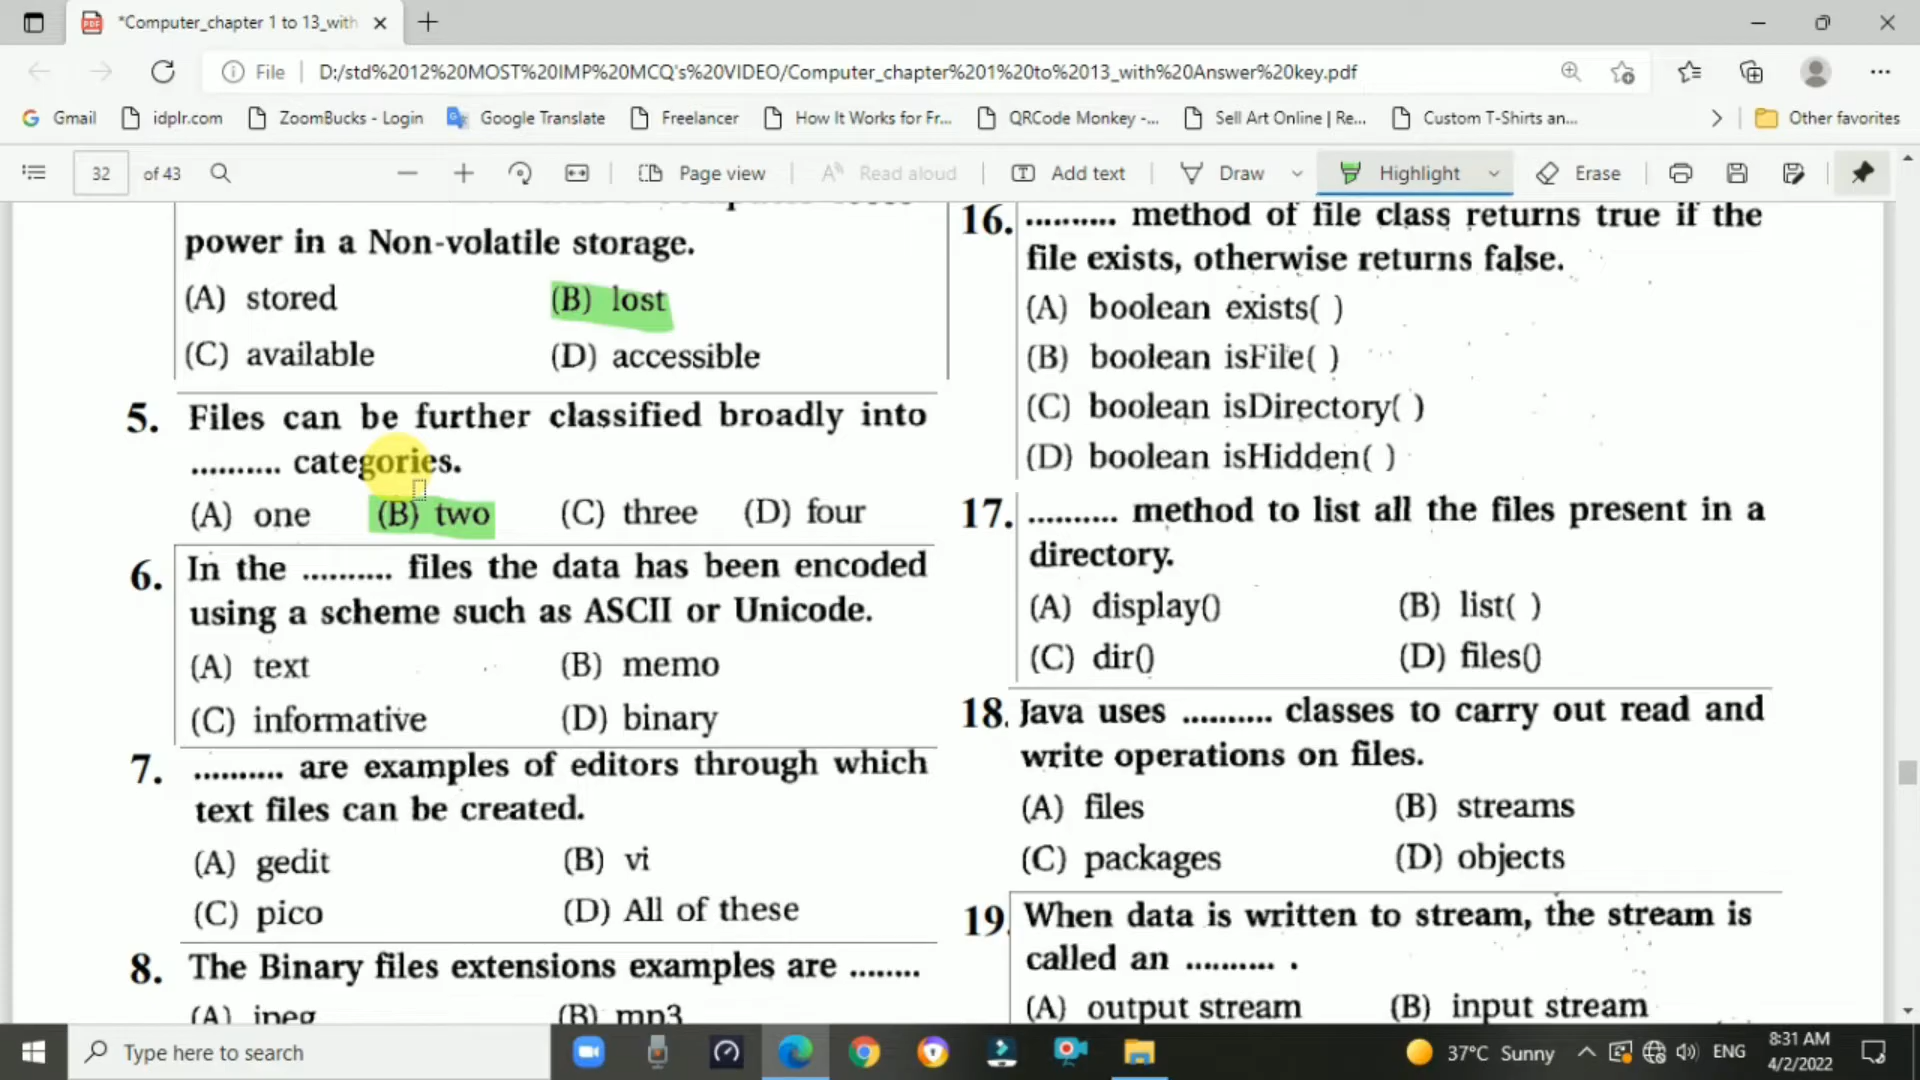 *Computer_chapter 1 to 13_with
File
D:/std%2012%20MOST%20IMP%20MCQ's%20VIDEO/Computer_chapter%201%20to%2013_with%20Answer%20key.pdf
Gmail
idplr.com
ZoomBucks - Login
Google Translate
Freelancer
How It Works for Fr...
QRCode Monkey -...
Sell Art Online | Re...
Custom T-Shirts an...
Other favorites
32 of 43
Page view
Read aloud
Add text
Draw
Highlight
Erase
power in a Non-volatile storage.
(A) stored (B) lost
(C) available (D) accessible
5. Files can be further classified broadly into
.......... categories.
(A) one (B) two (C) three (D) four
6. In the .......... files the data has been encoded
using a scheme such as ASCII or Unicode.
(A) text (B) memo
(C) informative (D) binary
7. .......... are examples of editors through which
text files can be created.
(A) gedit (B) vi
(C) pico (D) All of these
8. The Binary files extensions examples are ........
(A) jpeg (B) mp3
16. .......... method of file class returns true if the
file exists, otherwise returns false.
(A) boolean exists( )
(B) boolean isFile( )
(C) boolean isDirectory( )
(D) boolean isHidden( )
17. .......... method to list all the files present in a
directory.
(A) display() (B) list( )
(C) dir() (D) files()
18. Java uses .......... classes to carry out read and
write operations on files.
(A) files (B) streams
(C) packages (D) objects
19. When data is written to stream, the stream is
called an .......... .
(A) output stream (B) input stream
Type here to search
37°C Sunny
ENG
8:31 AM
4/2/2022